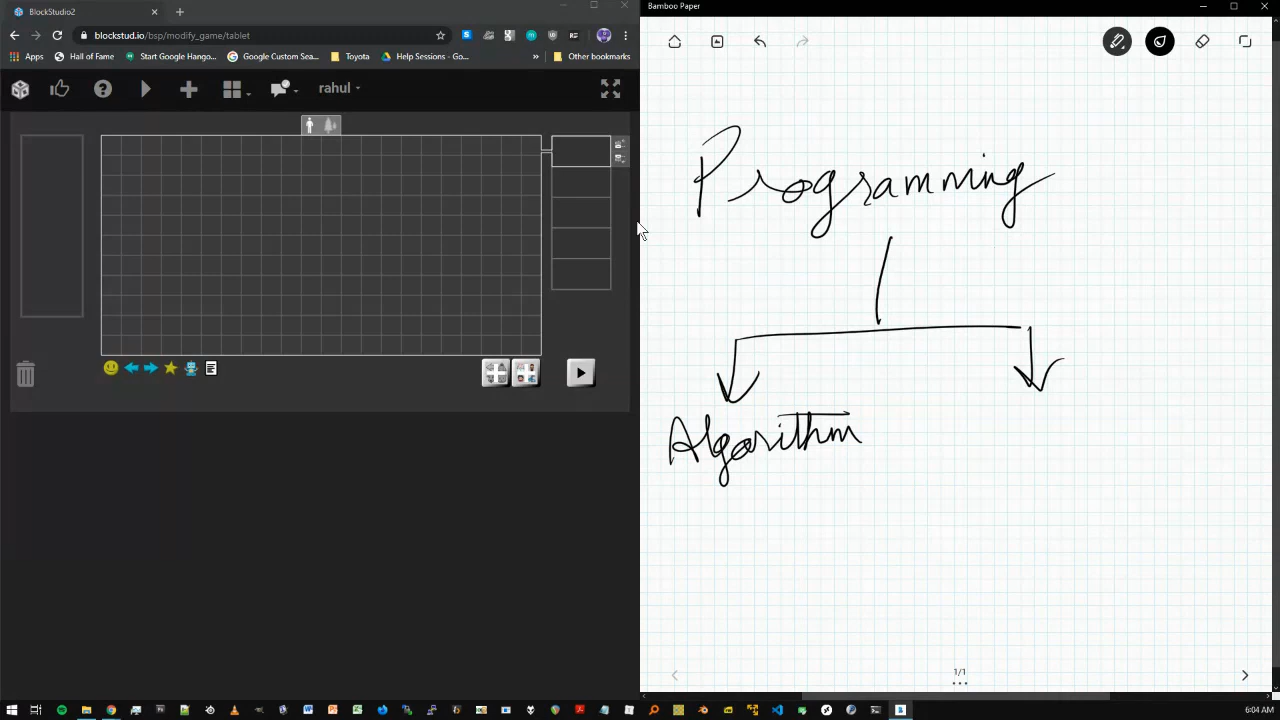 BlockStudio2
blockstud.io/bsp/modify_game/tablet
Apps
Hall of Fame
Start Google Hango...
Google Custom Sea...
Toyota
Help Sessions - Go...
»
Other bookmarks
rahul
Bamboo Paper
Programming
Algorithm
1/1
6:04 AM